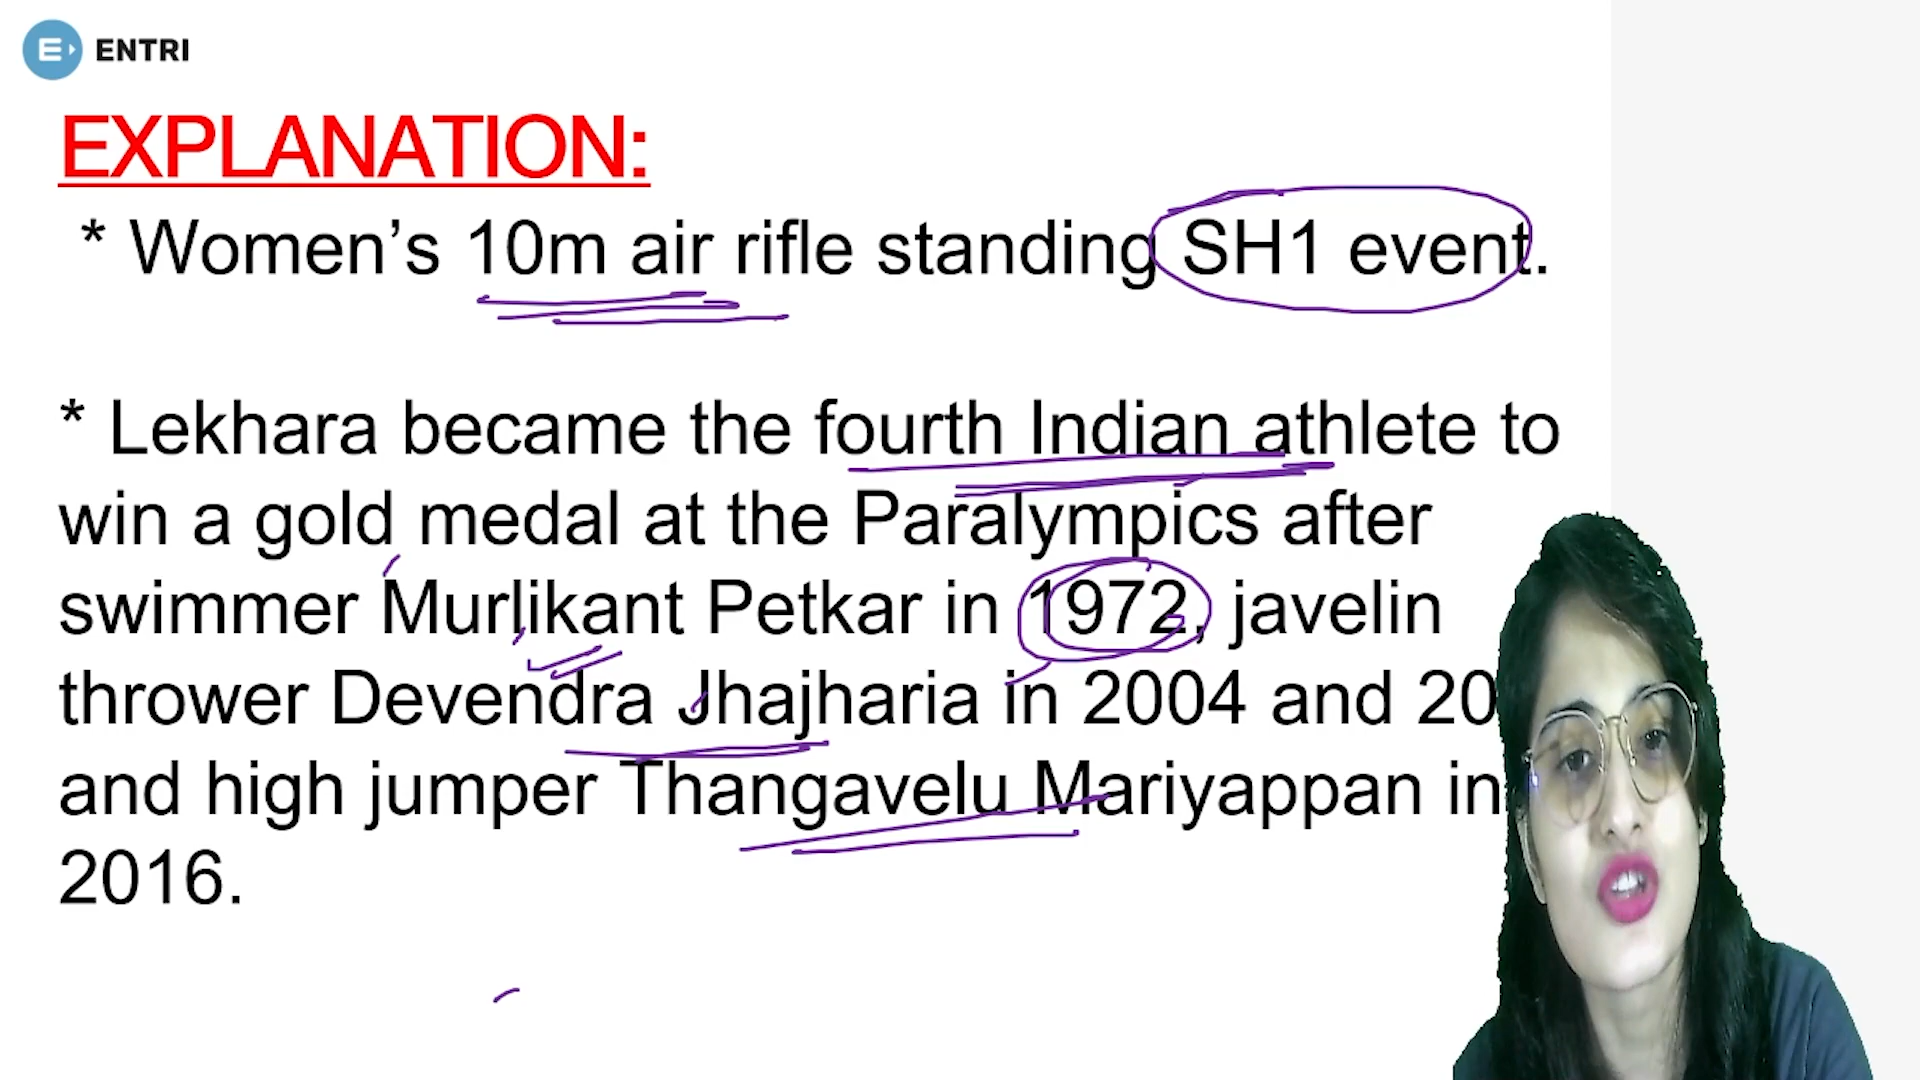 E ENTRI
EXPLANATION:
* Women’s 10m air rifle standing SH1 event.
* Lekhara became the fourth Indian athlete to
win a gold medal at the Paralympics after
swimmer Murlikant Petkar in 1972, javelin
thrower Devendra Jhajharia in 2004 and 20
and high jumper Thangavelu Mariyappan in
2016.